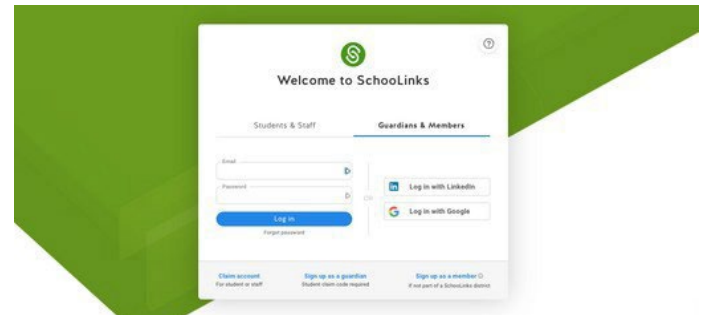 Welcome to SchooLinks
Students & Staff
Guardians & Members
Email
Password
Log in
Forgot password
OR
Log in with LinkedIn
Log in with Google
Claim account
For student or staff
Sign up as a guardian
Student claim code required
Sign up as a member
If not part of a SchooLinks district